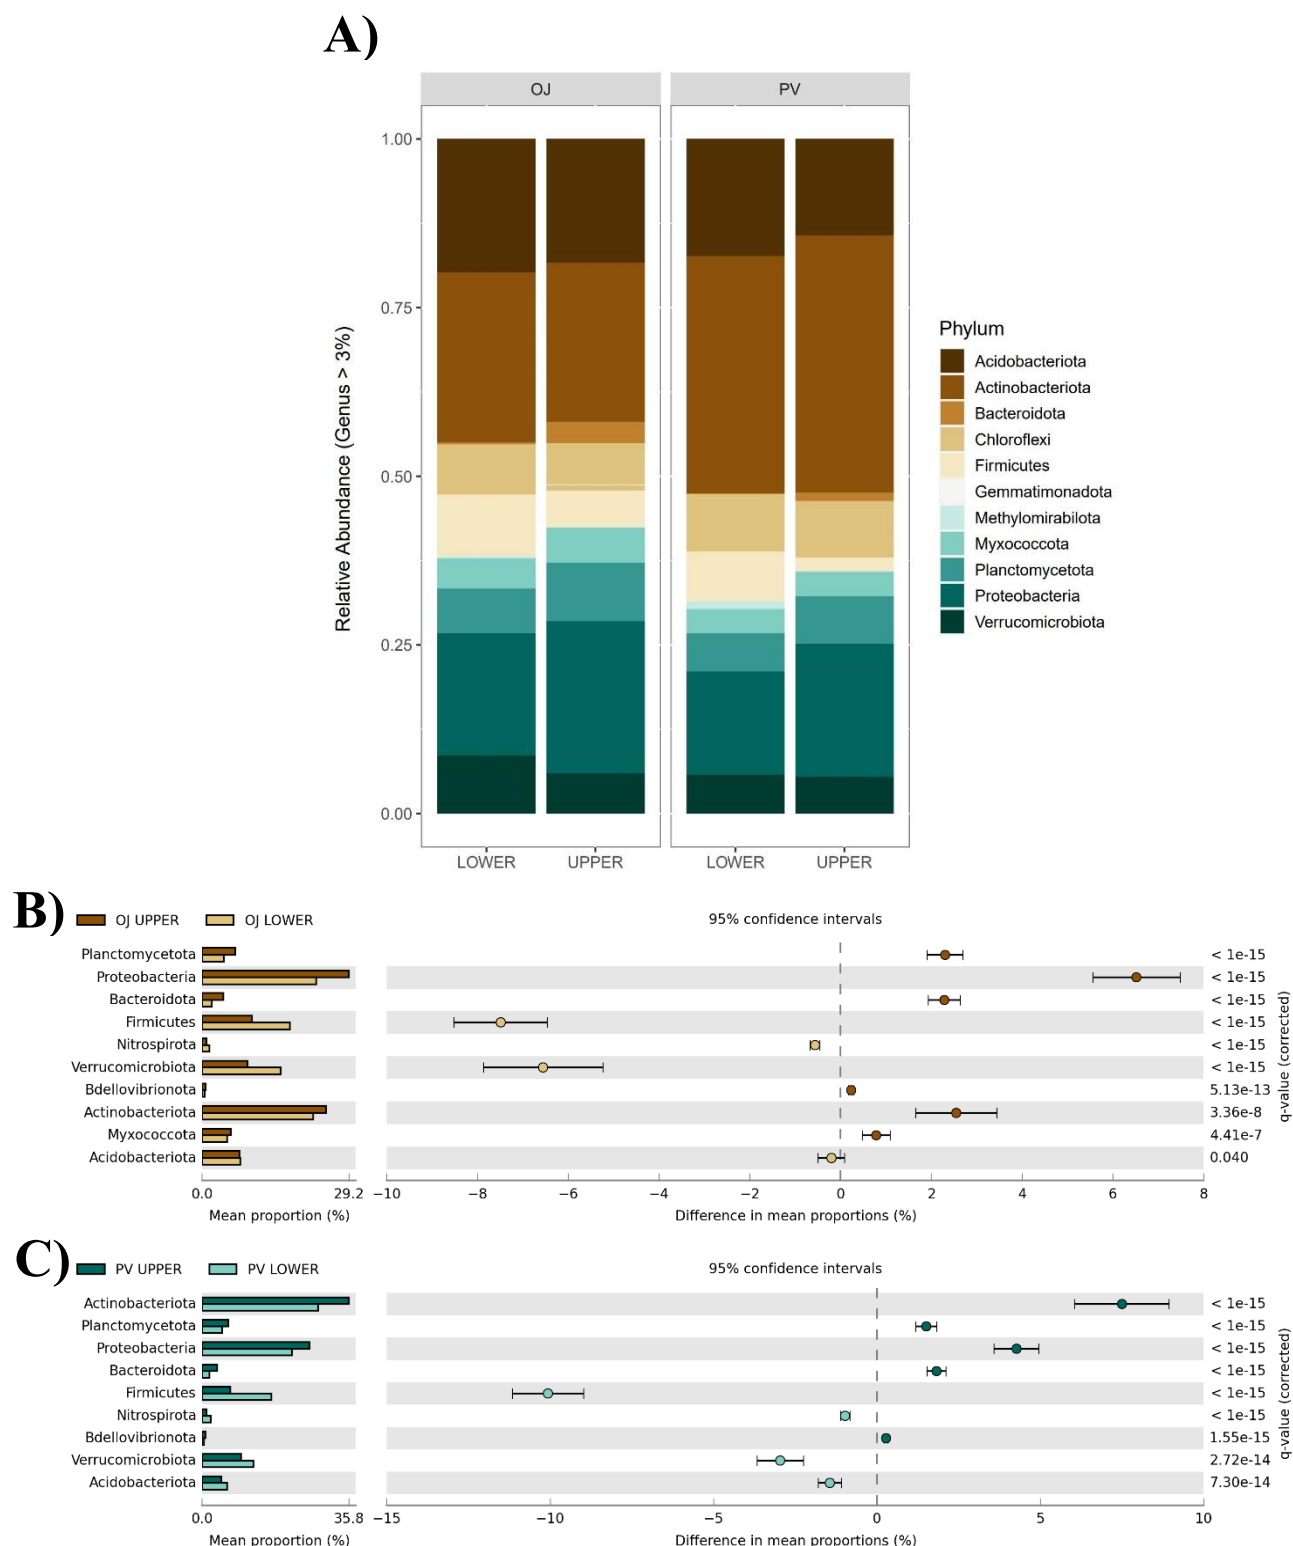 A)
OJ PV
1.00
0.75
0.50
0.25
0.00
Relative Abundance (Genus > 3%)
LOWER UPPER LOWER UPPER
Phylum
Acidobacteriota
Actinobacteriota
Bacteroidota
Chloroflexi
Firmicutes
Gemmatimonadota
Methylomirabilota
Myxococcota
Planctomycetota
Proteobacteria
Verrucomicrobiota
B)
OJ UPPER OJ LOWER 95% confidence intervals
Planctomycetota < 1e-15
Proteobacteria < 1e-15
Bacteroidota < 1e-15
Firmicutes < 1e-15
Nitrospirota < 1e-15
Verrucomicrobiota < 1e-15
Bdellovibrionota 5.13e-13
Actinobacteriota 3.36e-8
Myxococcota 4.41e-7
Acidobacteriota 0.040
q-value (corrected)
0.0 29.2 −10 −8 −6 −4 −2 0 2 4 6 8
Mean proportion (%) Difference in mean proportions (%)
C)
PV UPPER PV LOWER 95% confidence intervals
Actinobacteriota < 1e-15
Planctomycetota < 1e-15
Proteobacteria < 1e-15
Bacteroidota < 1e-15
Firmicutes < 1e-15
Nitrospirota < 1e-15
Bdellovibrionota 1.55e-15
Verrucomicrobiota 2.72e-14
Acidobacteriota 7.30e-14
q-value (corrected)
0.0 35.8 −15 −10 −5 0 5 10
Mean proportion (%) Difference in mean proportions (%)